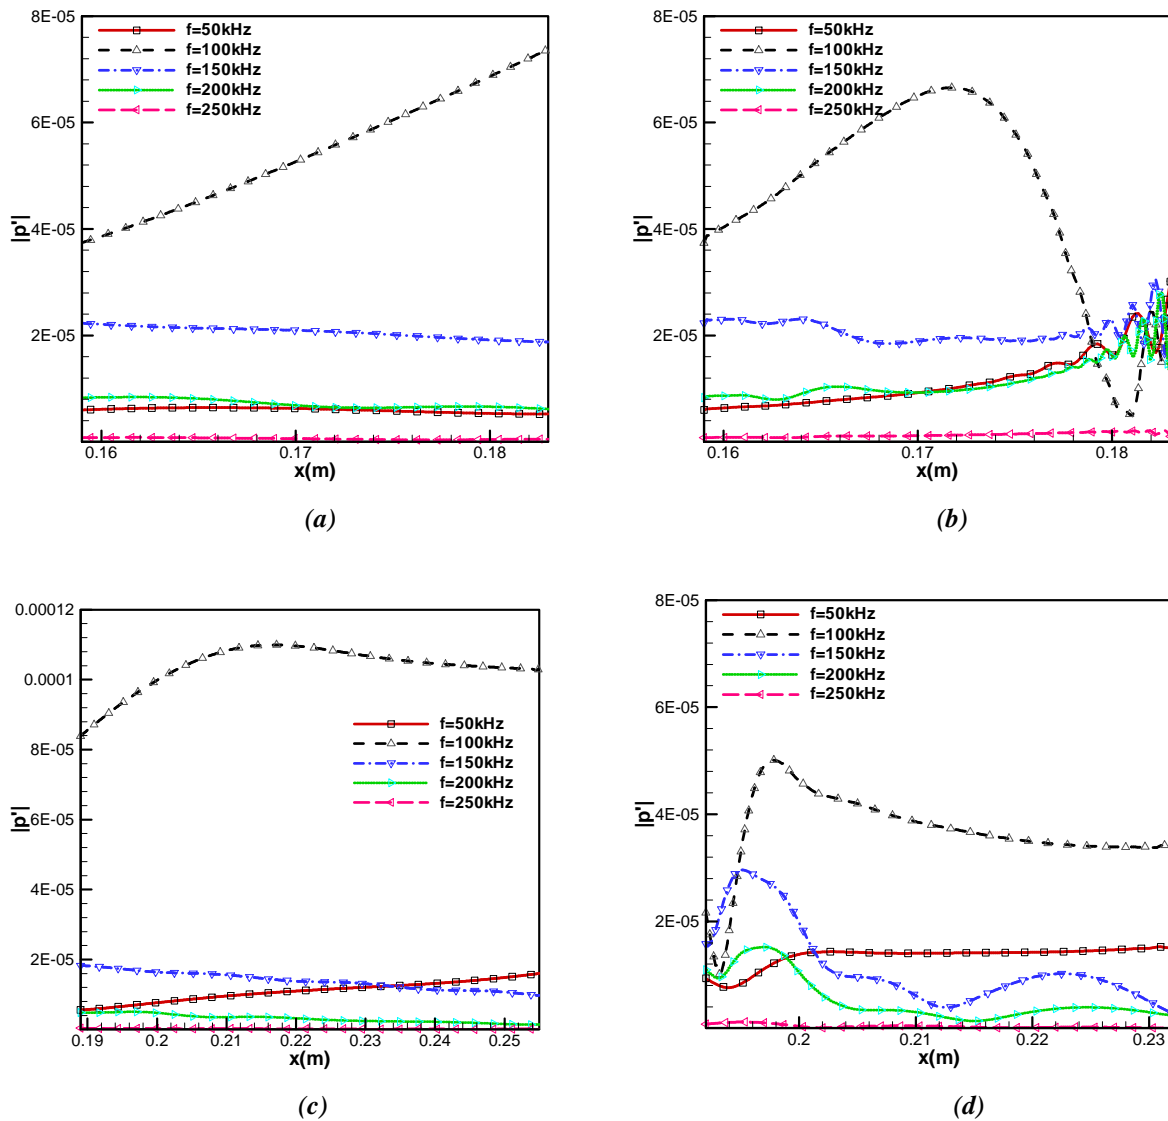 8E-05
6E-05
4E-05
2E-05
|p'|
f=50kHz
f=100kHz
f=150kHz
f=200kHz
f=250kHz
0.16
0.17
0.18
x(m)
(a)
8E-05
6E-05
4E-05
2E-05
|p'|
f=50kHz
f=100kHz
f=150kHz
f=200kHz
f=250kHz
0.16
0.17
0.18
x(m)
(b)
0.00012
0.0001
8E-05
6E-05
4E-05
2E-05
|p'|
f=50kHz
f=100kHz
f=150kHz
f=200kHz
f=250kHz
0.19
0.2
0.21
0.22
0.23
0.24
0.25
x(m)
(c)
8E-05
6E-05
4E-05
2E-05
|p'|
f=50kHz
f=100kHz
f=150kHz
f=200kHz
f=250kHz
0.2
0.21
0.22
0.23
x(m)
(d)